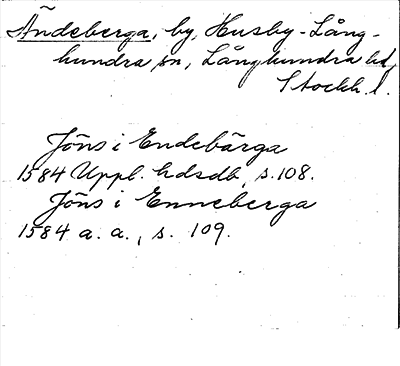 Ändeberga, by, Husby-Lång-
hundra sn, Långhundra hd,
Stockh. l.
Jöns i Endebärga
1584 Uppl. hdsdb, s. 108.
Jöns i Enneberga
1584 a. a., s. 109.